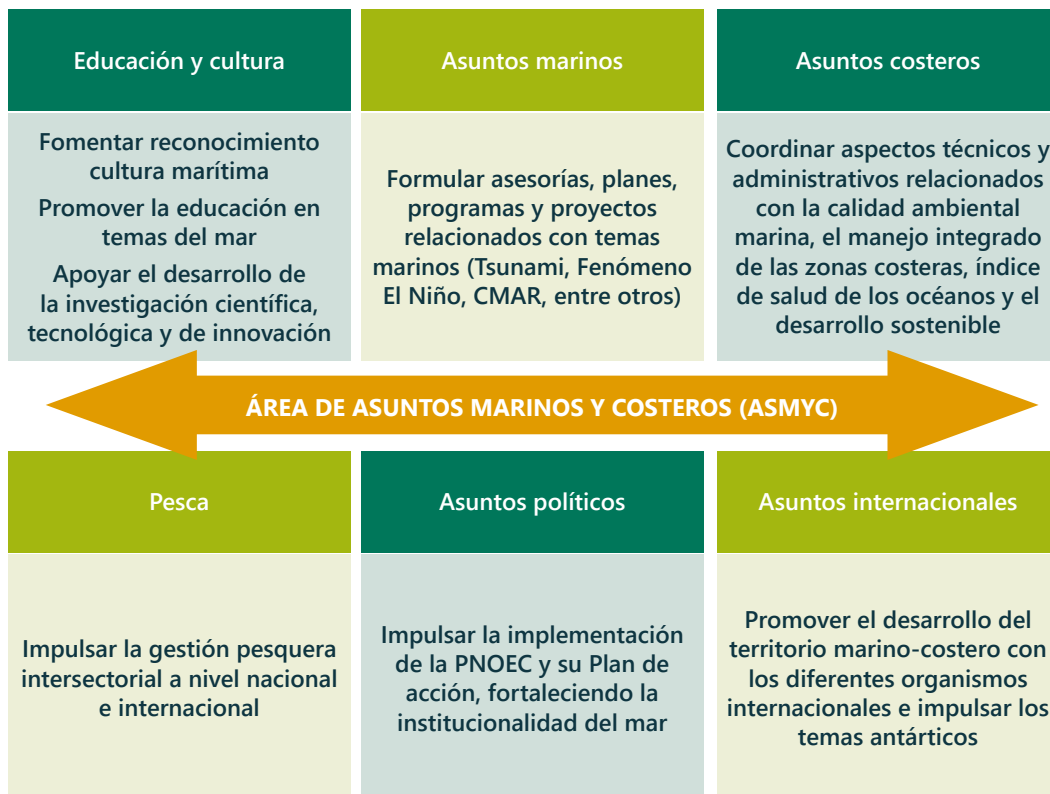 Educación y cultura
Fomentar reconocimiento
cultura marítima
Promover la educación en
temas del mar
Apoyar el desarrollo de
la investigación científica,
tecnológica y de innovación
Asuntos marinos
Formular asesorías, planes,
programas y proyectos
relacionados con temas
marinos (Tsunami, Fenómeno
El Niño, CMAR, entre otros)
Asuntos costeros
Coordinar aspectos técnicos y
administrativos relacionados
con la calidad ambiental
marina, el manejo integrado
de las zonas costeras, índice
de salud de los océanos y el
desarrollo sostenible
ÁREA DE ASUNTOS MARINOS Y COSTEROS (ASMYC)
Pesca
Impulsar la gestión pesquera
intersectorial a nivel nacional
e internacional
Asuntos políticos
Impulsar la implementación
de la PNOEC y su Plan de
acción, fortaleciendo la
institucionalidad del mar
Asuntos internacionales
Promover el desarrollo del
territorio marino-costero con
los diferentes organismos
internacionales e impulsar los
temas antárticos